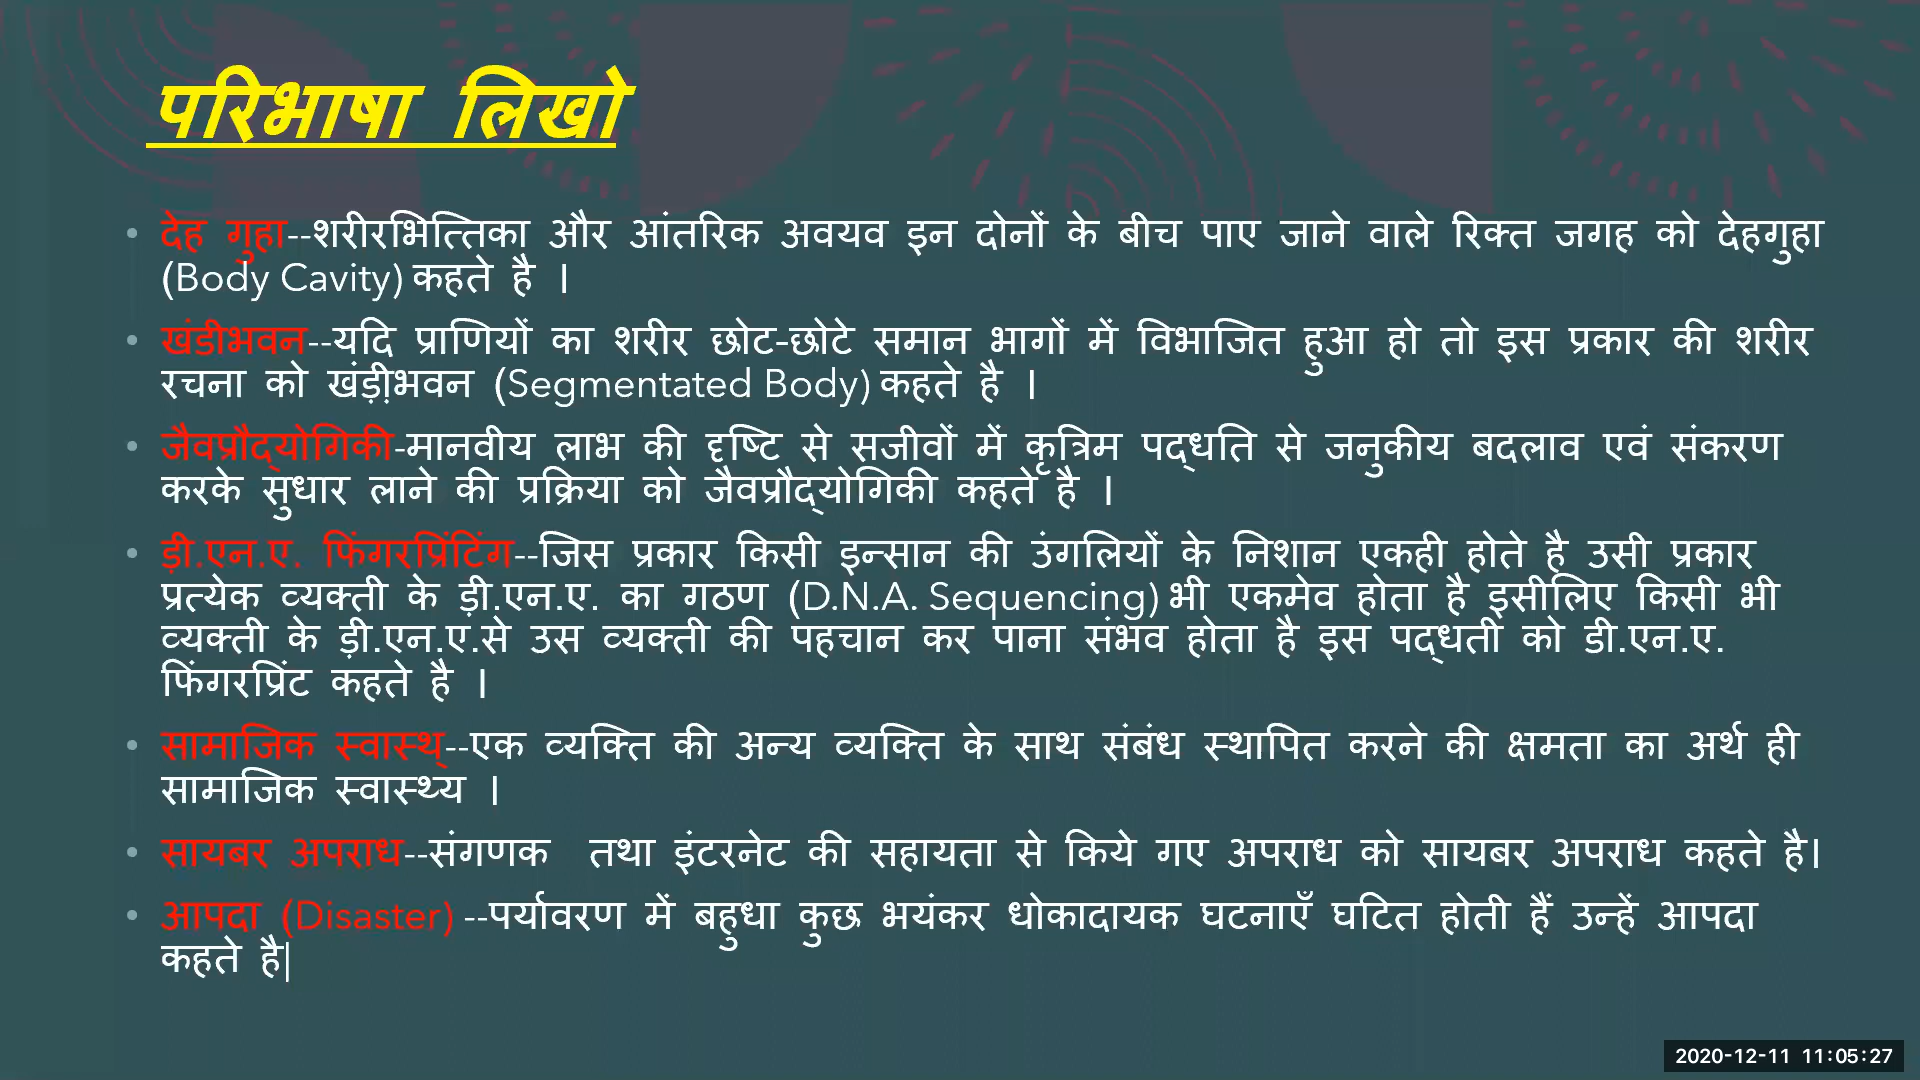 परिभाषा लिखो
• देह गुहा--शरीरभित्तिका और आंतरिक अवयव इन दोनों के बीच पाए जाने वाले रिक्त जगह को देहगुहा
(Body Cavity) कहते है ।
• खंडीभवन--यदि प्राणियों का शरीर छोट-छोटे समान भागों में विभाजित हुआ हो तो इस प्रकार की शरीर
रचना को खंड़ी़भवन (Segmentated Body) कहते है ।
• जैवप्रौद्योगिकी-मानवीय लाभ की दृष्टि से सजीवों में कृत्रिम पद्धति से जनुकीय बदलाव एवं संकरण
करके सुधार लाने की प्रक्रिया को जैवप्रौद्योगिकी कहते है ।
• ड़ी.एन.ए. फिंगरप्रिंटिंग--जिस प्रकार किसी इन्सान की उंगलियों के निशान एकही होते है उसी प्रकार
प्रत्येक व्यक्ती के ड़ी.एन.ए. का गठण (D.N.A. Sequencing) भी एकमेव होता है इसीलिए किसी भी
व्यक्ती के ड़ी.एन.ए.से उस व्यक्ती की पहचान कर पाना संभव होता है इस पद्धती को डी.एन.ए.
फिंगरप्रिंट कहते है ।
• सामाजिक स्वास्थ्--एक व्यक्ति की अन्य व्यक्ति के साथ संबंध स्थापित करने की क्षमता का अर्थ ही
सामाजिक स्वास्थ्य ।
• सायबर अपराध--संगणक तथा इंटरनेट की सहायता से किये गए अपराध को सायबर अपराध कहते है।
• आपदा (Disaster) --पर्यावरण में बहुधा कुछ भयंकर धोकादायक घटनाएँ घटित होती हैं उन्हें आपदा
कहते है|
2020-12-11 11:05:27